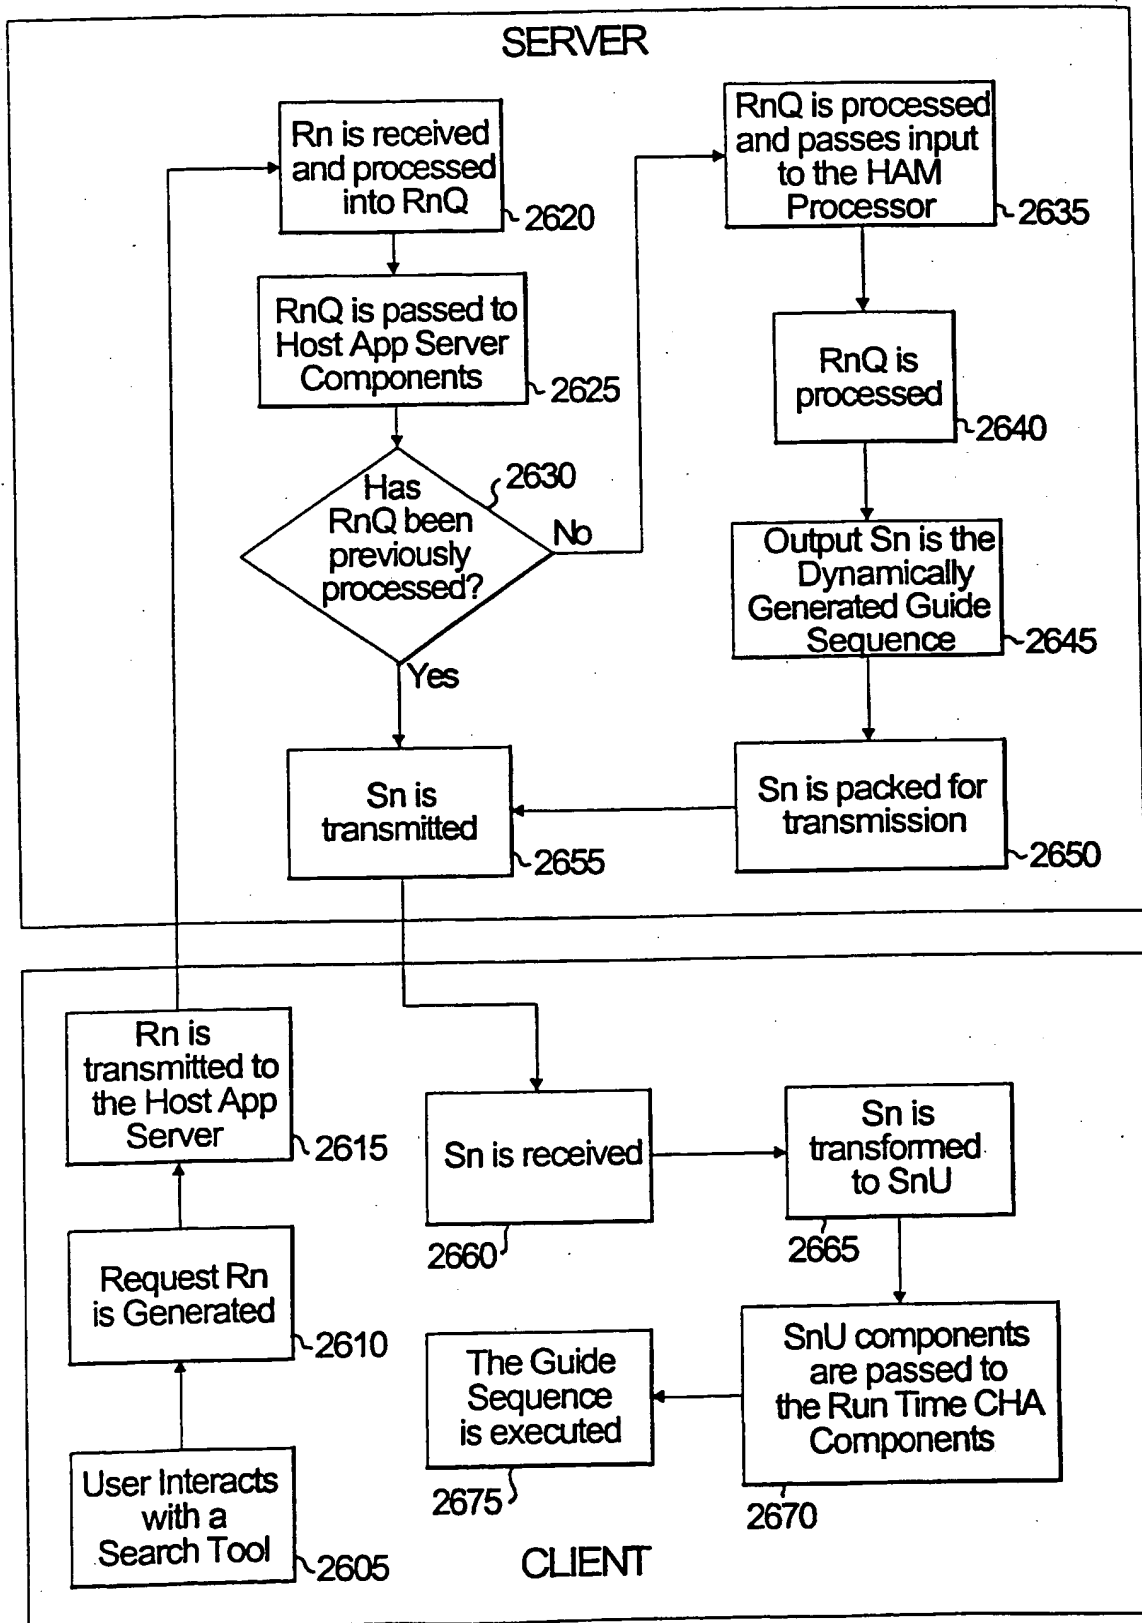 SERVER
Rn is received
and processed
into RnQ
2620
RnQ is passed to
Host App Server
Components
2625
Has
RnQ been
previously
processed?
2630
No
Yes
RnQ is processed
and passes input
to the HAM
Processor
2635
RnQ is
processed
2640
Output Sn is the
Dynamically
Generated Guide
Sequence
2645
Sn is packed for
transmission
2650
Sn is
transmitted
2655
Rn is
transmitted to
the Host App
Server
2615
Request Rn
is Generated
2610
User Interacts
with a
Search Tool
2605
Sn is received
2660
Sn is
transformed
to SnU
2665
SnU components
are passed to
the Run Time CHA
Components
2670
The Guide
Sequence
is executed
2675
CLIENT